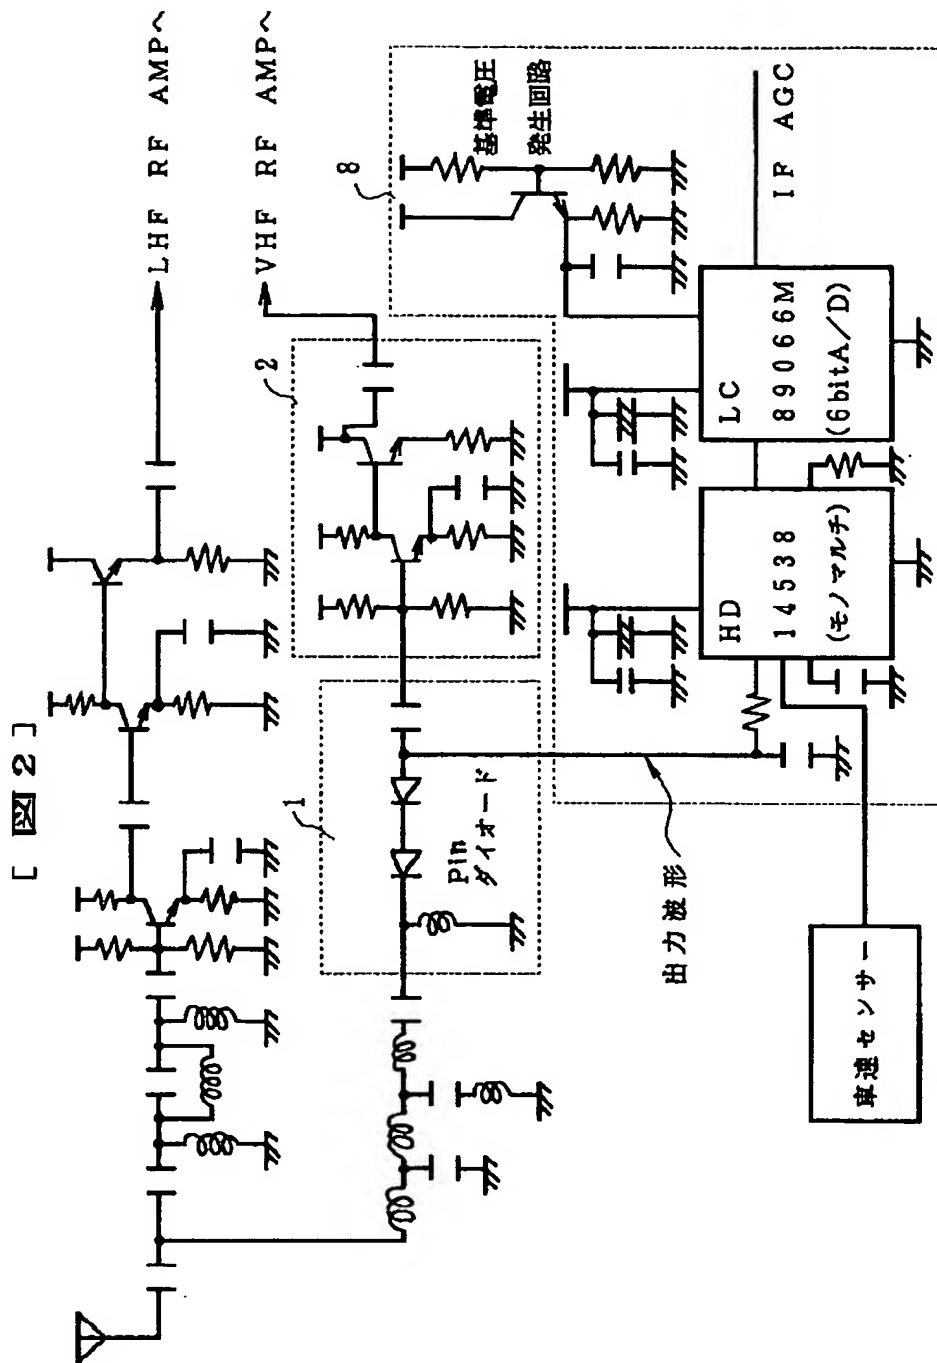 [図2]
LHF RF AMPへ
VHF RF AMPへ
2
1
Pin
ダイオード
8
基準電圧
発生回路
出力波形
HD
14538
(モノマルチ)
LC
89066M
(6bitA/D)
IF AGC
車速センサー